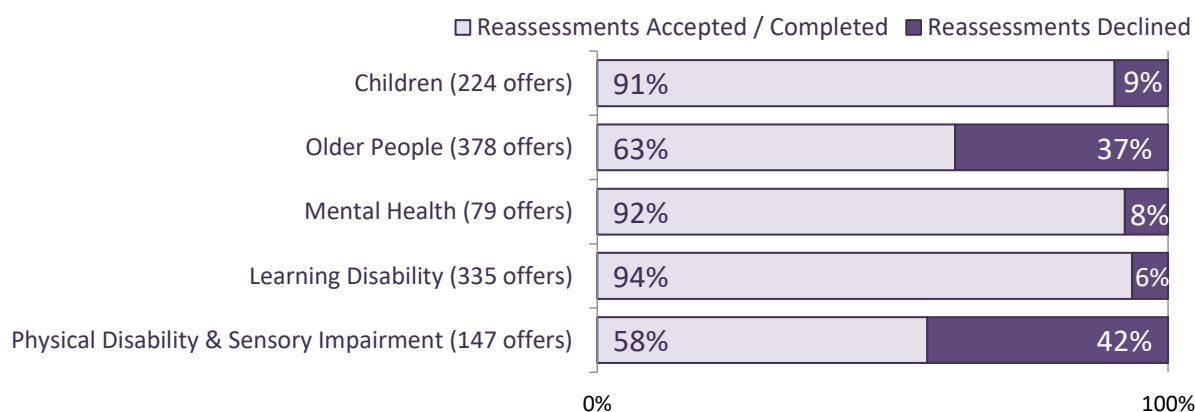 Reassessments Accepted / Completed Reassessments Declined
Children (224 offers) 91% 9%
Older People (378 offers) 63% 37%
Mental Health (79 offers) 92% 8%
Learning Disability (335 offers) 94% 6%
Physical Disability & Sensory Impairment (147 offers) 58% 42%
0% 100%